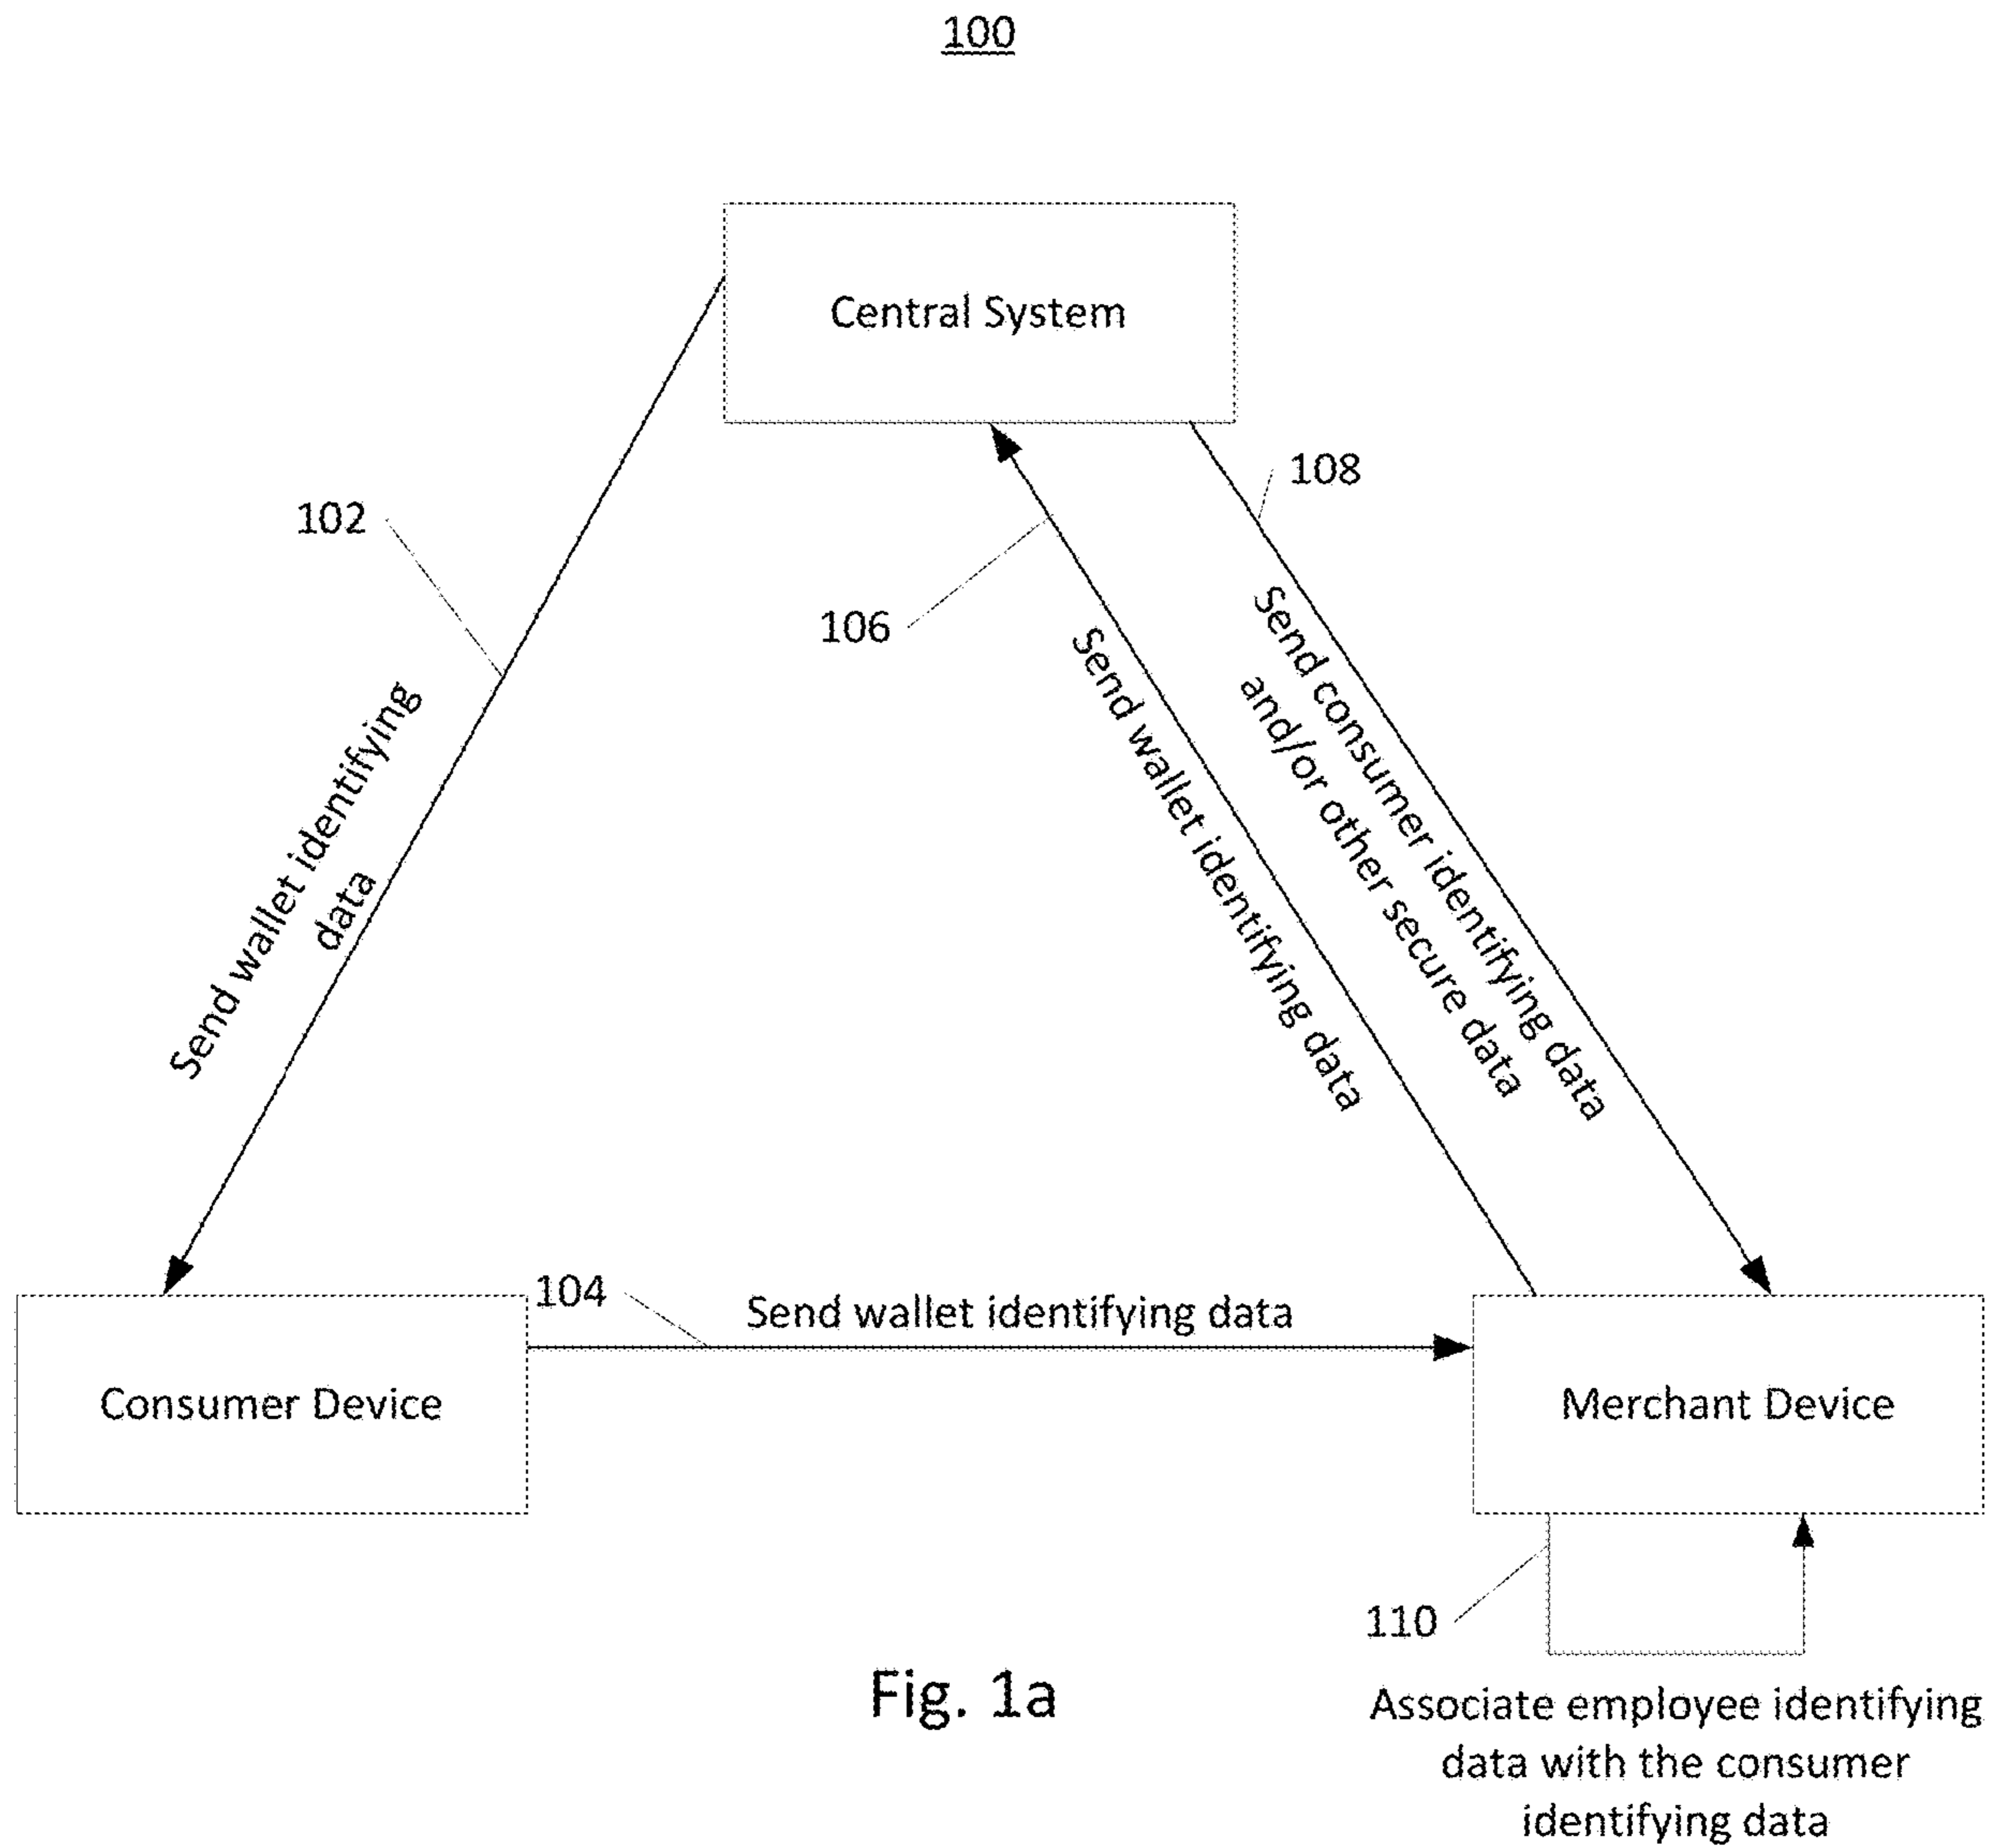 100
Central System
102
108
106
Send wallet identifying
data
Send wallet identifying data
Send consumer identifying data
and/or other secure data
104
Send wallet identifying data
Consumer Device
Merchant Device
110
Associate employee identifying
data with the consumer
identifying data
Fig. 1a